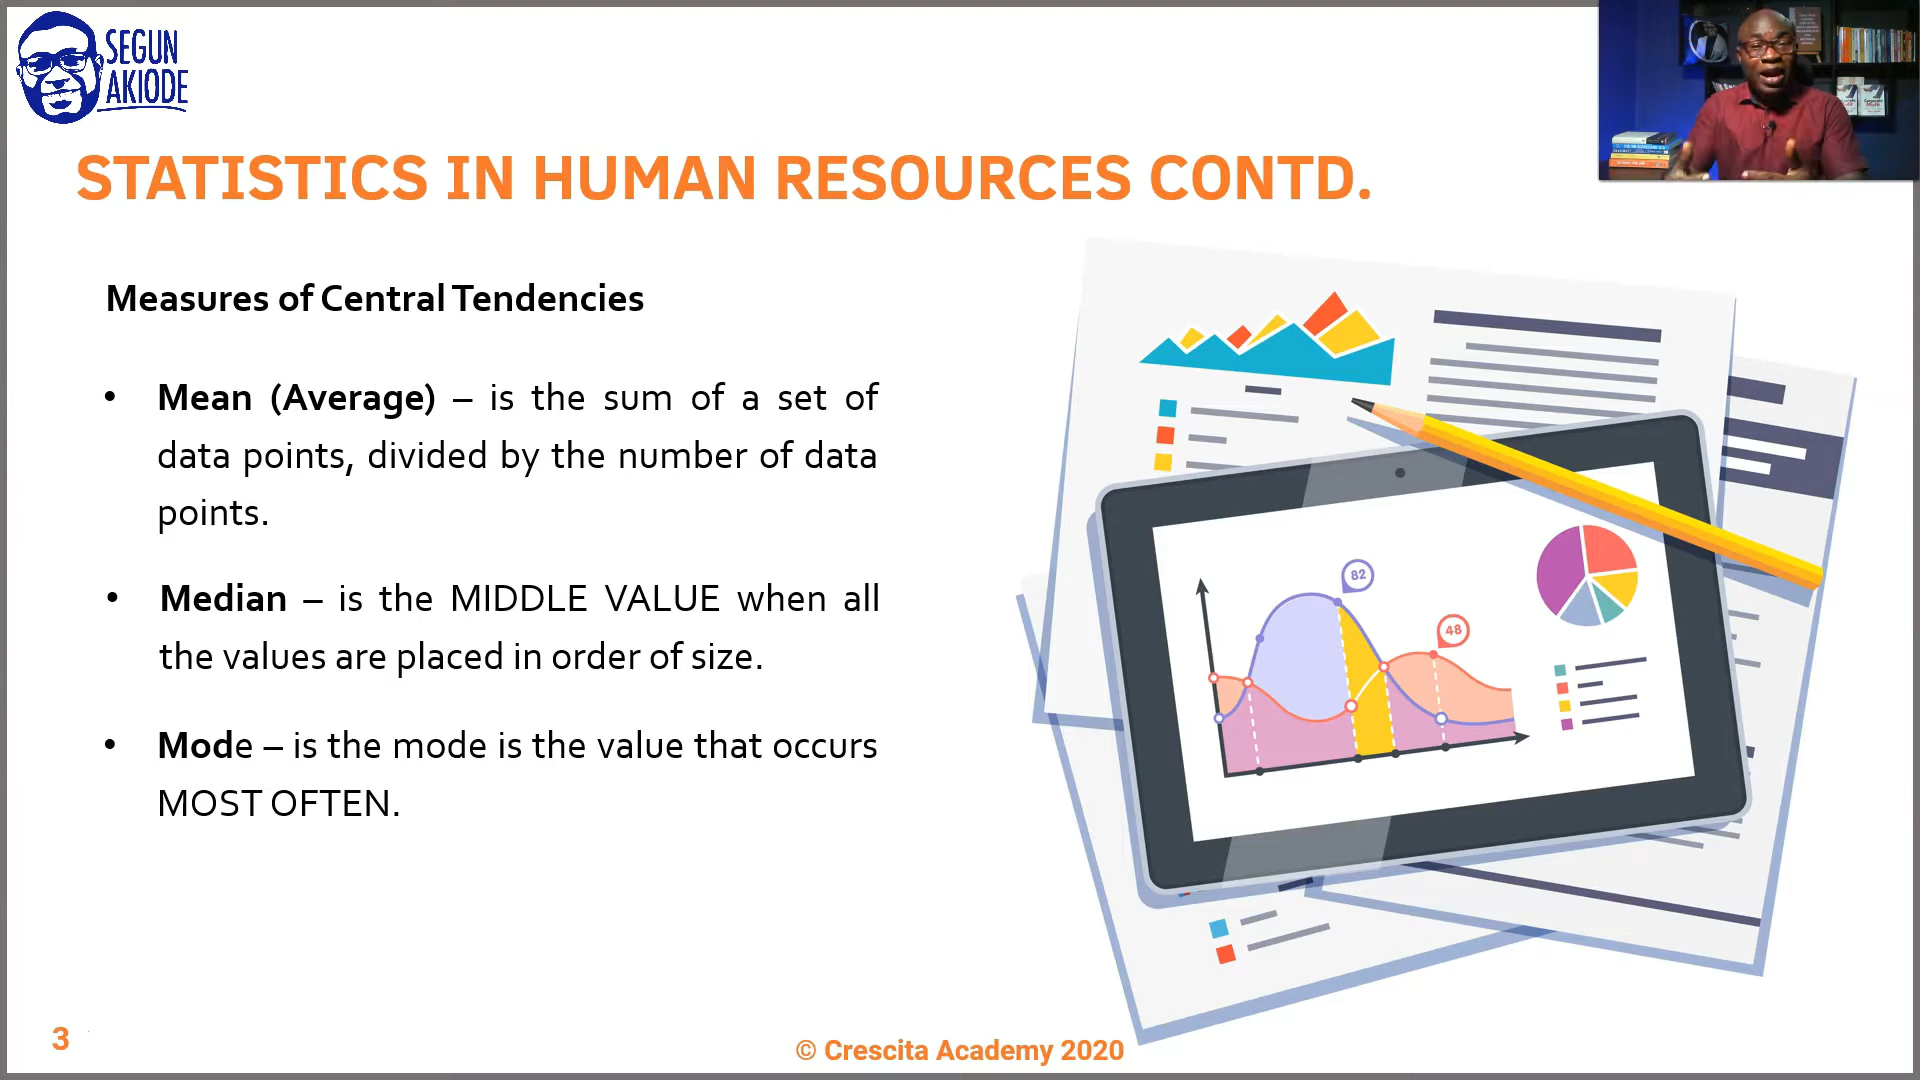 SEGUN
AKIODE
STATISTICS IN HUMAN RESOURCES CONTD.
Measures of Central Tendencies
• Mean (Average) – is the sum of a set of
data points, divided by the number of data
points.
• Median – is the MIDDLE VALUE when all
the values are placed in order of size.
• Mode – is the mode is the value that occurs
MOST OFTEN.
82
48
3
© Crescita Academy 2020